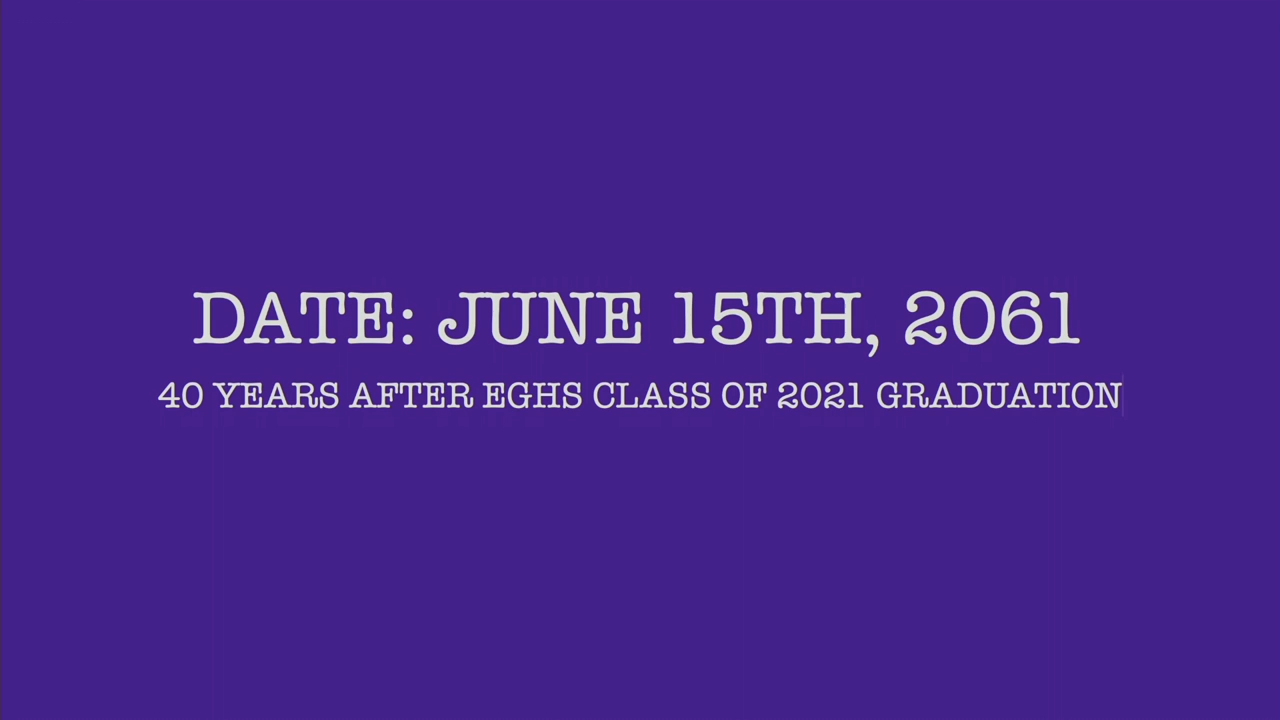 DATE: JUNE 15TH, 2061
40 YEARS AFTER EGHS CLASS OF 2021 GRADUATION